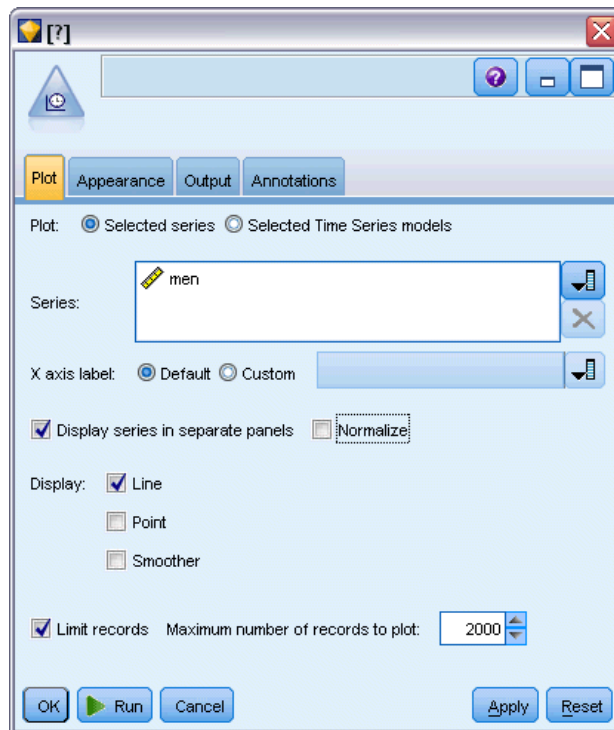 [?]
Plot Appearance Output Annotations
Plot: Selected series Selected Time Series models
men
Series:
X axis label: Default Custom
Display series in separate panels Normalize
Display: Line
Point
Smoother
Limit records Maximum number of records to plot: 2000
OK Run Cancel Apply Reset